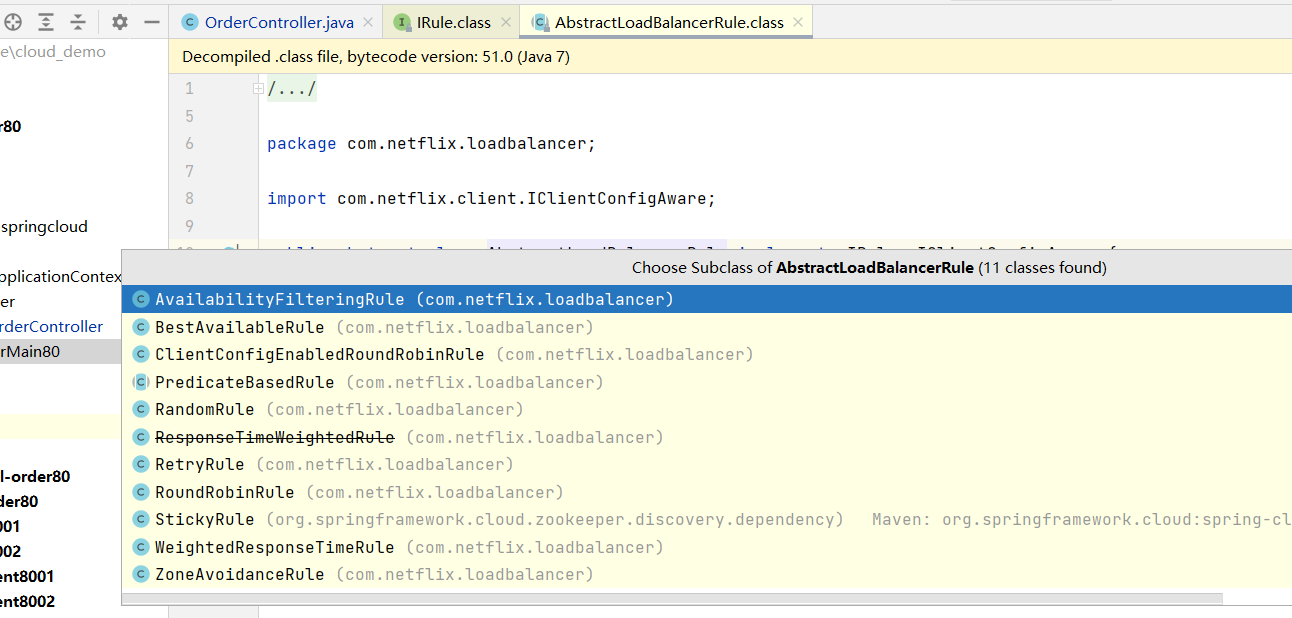 OrderController.java
IRule.class
AbstractLoadBalancerRule.class
e\cloud_demo
Decompiled .class file, bytecode version: 51.0 (Java 7)
1 /.../
5
r80
6 package com.netflix.loadbalancer;
7
8 import com.netflix.client.IClientConfigAware;
9
springcloud
Choose Subclass of AbstractLoadBalancerRule (11 classes found)
pplicationContex
AvailabilityFilteringRule (com.netflix.loadbalancer)
er
BestAvailableRule (com.netflix.loadbalancer)
rderController
ClientConfigEnabledRoundRobinRule (com.netflix.loadbalancer)
rMain80
PredicateBasedRule (com.netflix.loadbalancer)
RandomRule (com.netflix.loadbalancer)
ResponseTimeWeightedRule (com.netflix.loadbalancer)
RetryRule (com.netflix.loadbalancer)
l-order80
RoundRobinRule (com.netflix.loadbalancer)
der80
StickyRule (org.springframework.cloud.zookeeper.discovery.dependency) Maven: org.springframework.cloud:spring-cl
001
WeightedResponseTimeRule (com.netflix.loadbalancer)
002
ZoneAvoidanceRule (com.netflix.loadbalancer)
ent8001
ent8002